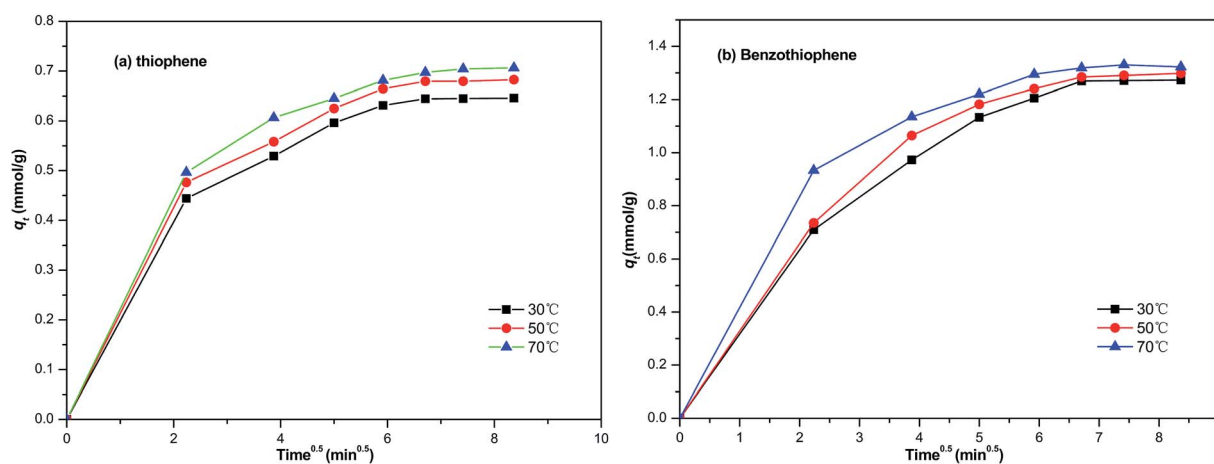 (a) thiophene
0.8
0.7
0.6
0.5
0.4
0.3
0.2
0.1
0.0
qt (mmol/g)
30℃
50℃
70℃
0 2 4 6 8 10
Time0.5 (min0.5)
(b) Benzothiophene
1.4
1.2
1.0
0.8
0.6
0.4
0.2
0.0
qt(mmol/g)
30℃
50℃
70℃
0 1 2 3 4 5 6 7 8
Time0.5 (min0.5)